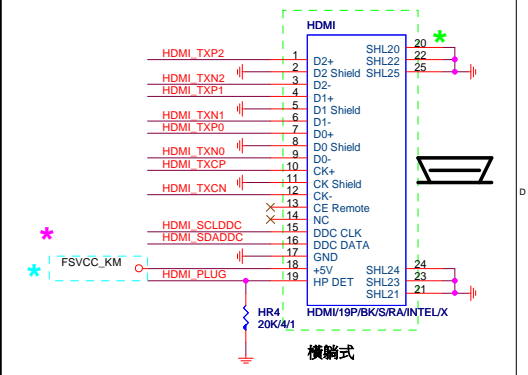 HDMI
HDMI_TXP2 1 D2+ SHL20 20
2 D2 Shield SHL22 22
HDMI_TXN2 3 D2- SHL25 25
HDMI_TXP1 4 D1+
5 D1 Shield
HDMI_TXN1 6 D1-
HDMI_TXP0 7 D0+
8 D0 Shield
HDMI_TXN0 9 D0-
HDMI_TXCP 10 CK+
11 CK Shield
HDMI_TXCN 12 CK-
13 CE Remote
14 NC
HDMI_SCLDDC 15 DDC CLK
HDMI_SDADDC 16 DDC DATA
17 GND
FSVCC_KM 18 +5V SHL24 24
HDMI_PLUG 19 HP DET SHL23 23
SHL21 21
HR4
20K/4/1
HDMI/19P/BK/S/RA/INTEL/X
橫躺式
D